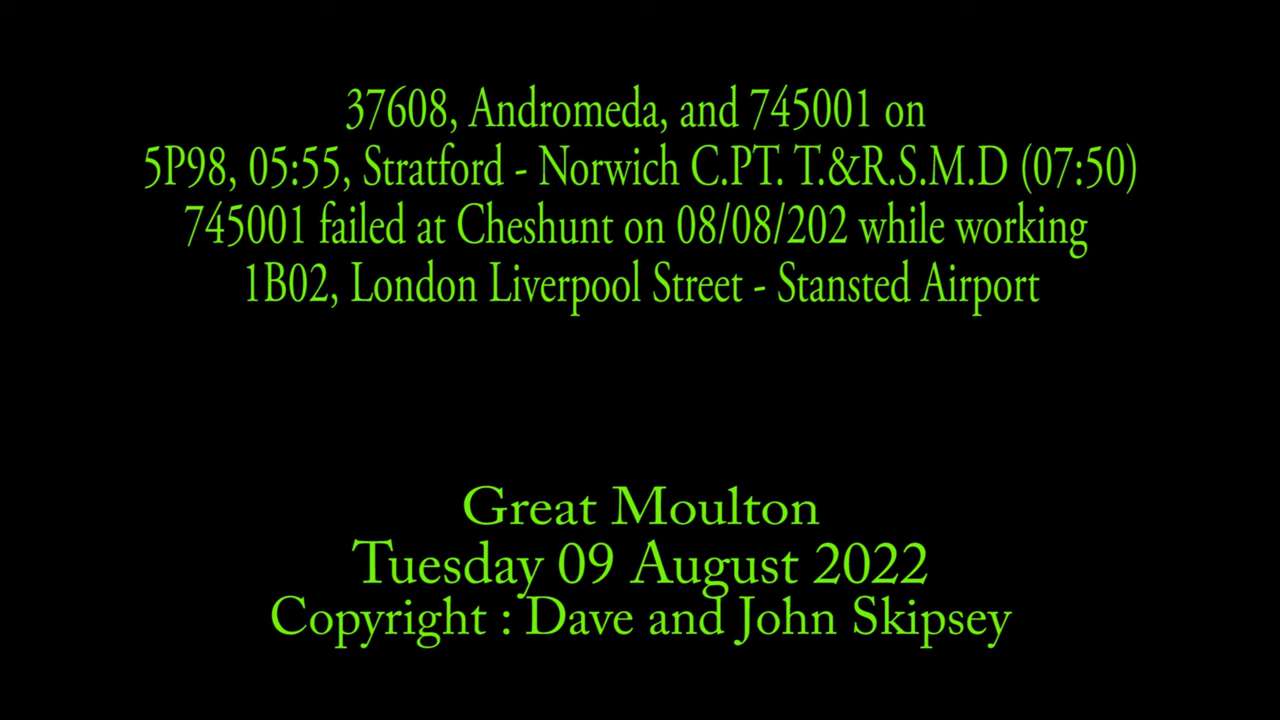 37608, Andromeda, and 745001 on
5P98, 05:55, Stratford - Norwich C.PT. T.&R.S.M.D (07:50)
745001 failed at Cheshunt on 08/08/202 while working
1B02, London Liverpool Street - Stansted Airport
Great Moulton
Tuesday 09 August 2022
Copyright : Dave and John Skipsey